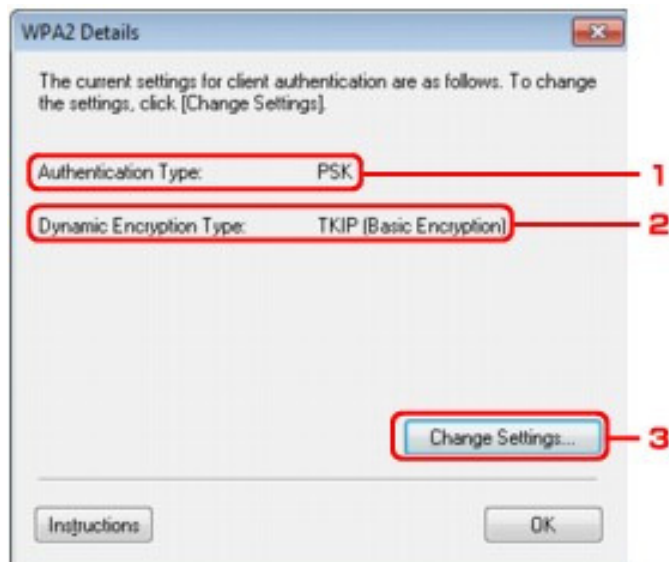 WPA2 Details
The current settings for client authentication are as follows. To change
the settings, click [Change Settings].
Authentication Type: PSK
1
Dynamic Encryption Type: TKIP (Basic Encryption)
2
Change Settings...
3
Instructions
OK